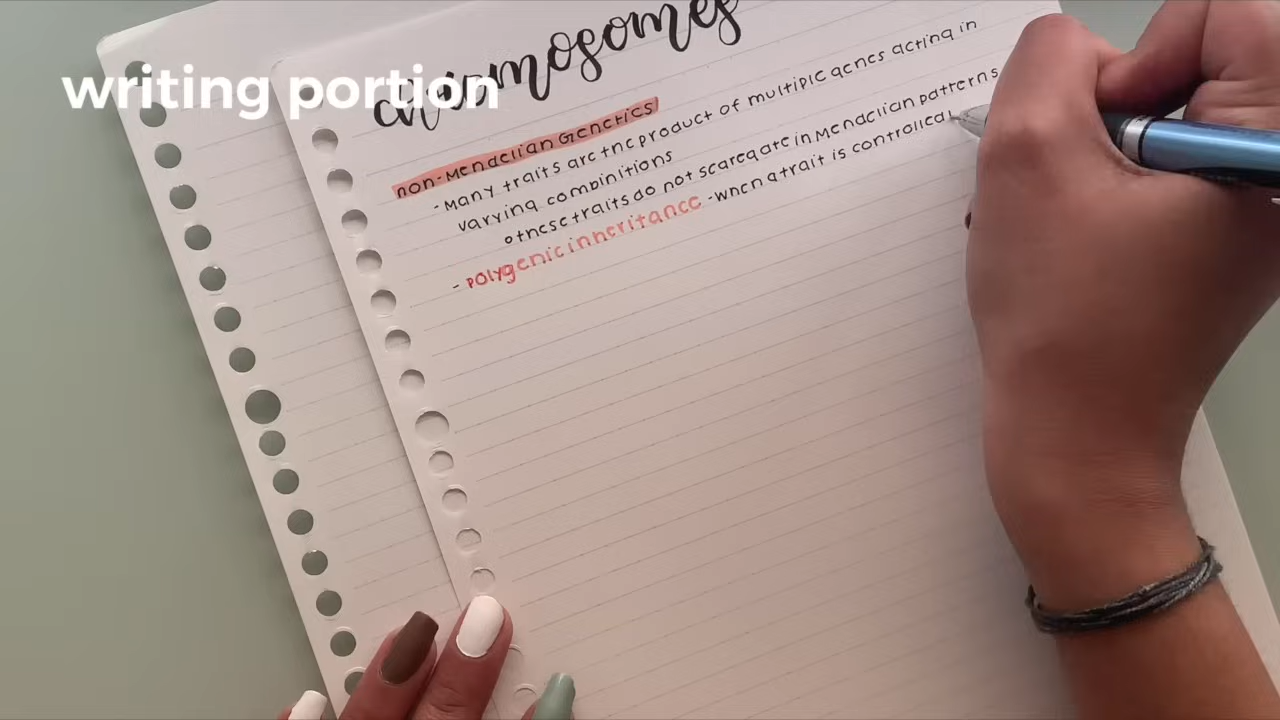 writing portion
chromosomes
non-Mendelian Genetics
- Many traits are the product of multiple genes acting in
varying combinitions
these traits do not scaregate in Mendelian patterns
- polygenic inheritance - when a trait is controlled